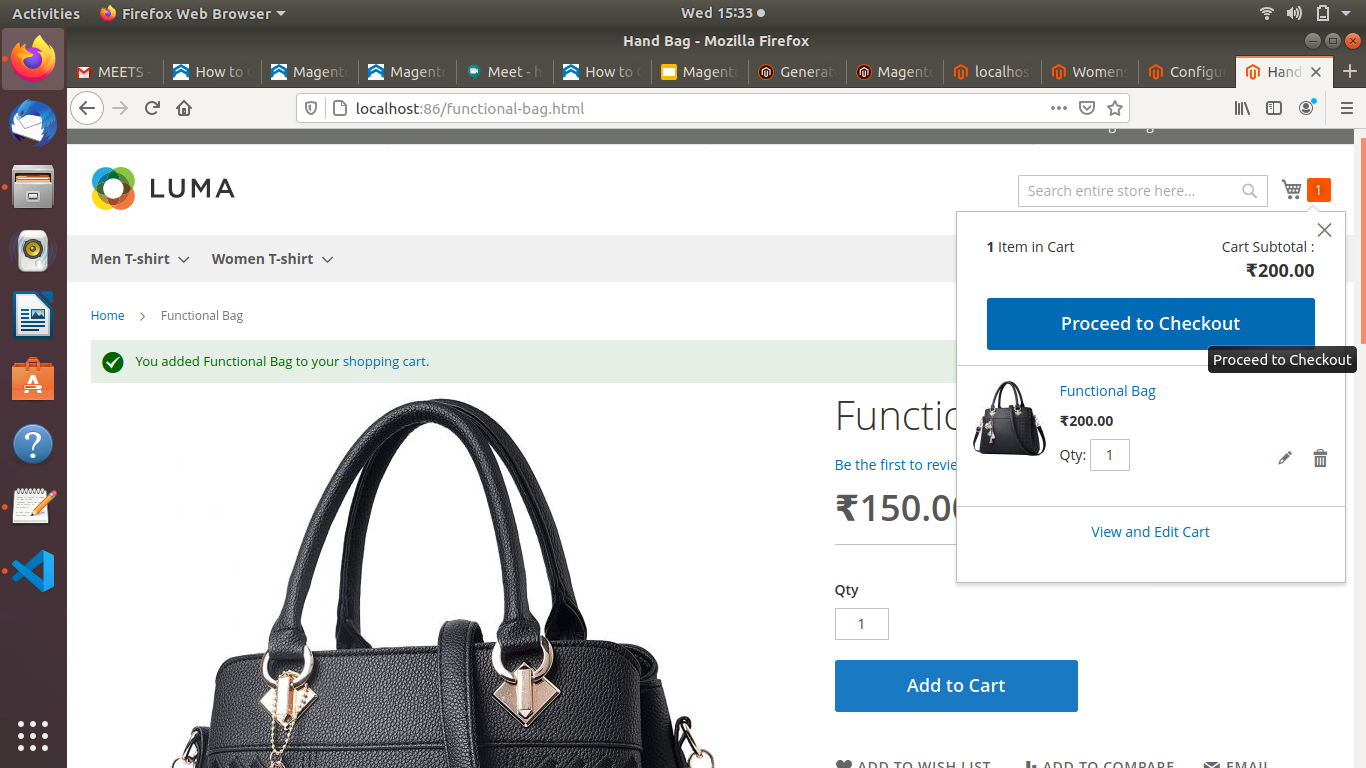 Activities
Firefox Web Browser
Wed 15:33
Hand Bag - Mozilla Firefox
MEETS -
How to
Magent
Magent
Meet - h
How to
Magent
Generat
Magent
localhos
Womens
Configu
Hand
localhost:86/functional-bag.html
LUMA
Search entire store here...
1
Men T-shirt
Women T-shirt
1 Item in Cart
Cart Subtotal :
₹200.00
Proceed to Checkout
Proceed to Checkout
Home
Functional Bag
You added Functional Bag to your shopping cart.
Functional Bag
₹200.00
Qty: 1
View and Edit Cart
Functio
Be the first to revie
₹150.00
Qty
1
Add to Cart
ADD TO WISH LIST
ADD TO COMPARE
EMAIL